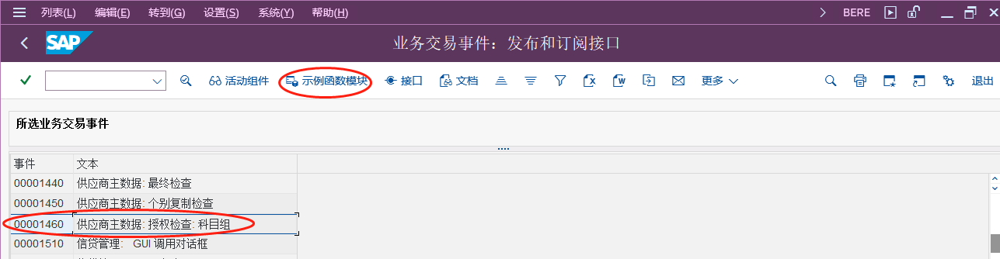 列表(L) 编辑(E) 转到(G) 设置(S) 系统(Y) 帮助(H) BERE
SAP 业务交易事件：发布和订阅接口
活动组件 示例函数模块 接口 文档 更多 退出
所选业务交易事件
事件 文本
00001440 供应商主数据: 最终检查
00001450 供应商主数据: 个别复制检查
00001460 供应商主数据: 授权检查: 科目组
00001510 信贷管理： GUI 调用对话框